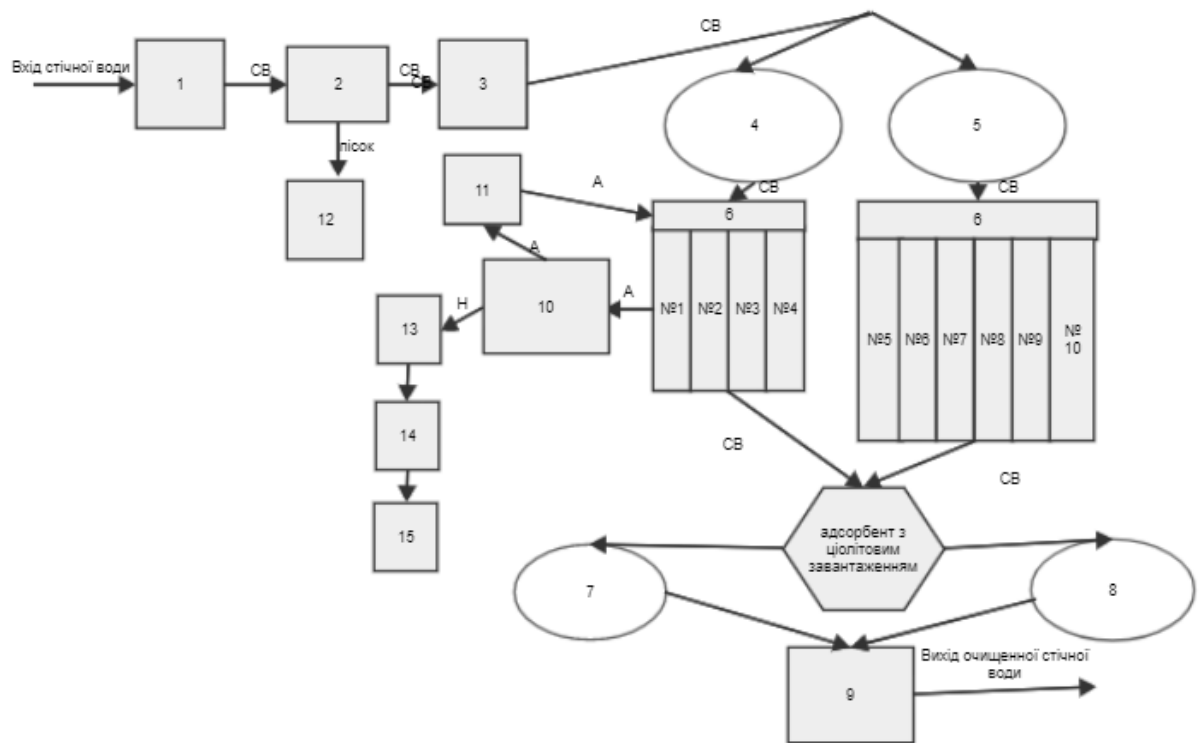 СВ
Вхід стічної води
СВ
СВ
СВ
1
2
3
4
5
пісок
11
А
СВ
СВ
12
6
6
А
А
Н
10
№1
№2
№3
№4
13
№5
№6
№7
№8
№9
№
10
14
СВ
СВ
15
адсорбент з
ціолітовим
завантаженням
7
8
Вихід очищенної стічної
води
9